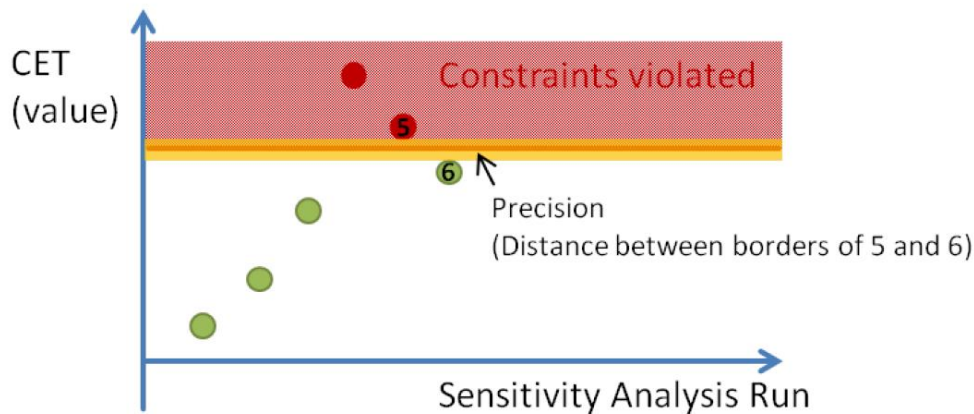 CET
(value)
Constraints violated
5
6
Precision
(Distance between borders of 5 and 6)
Sensitivity Analysis Run